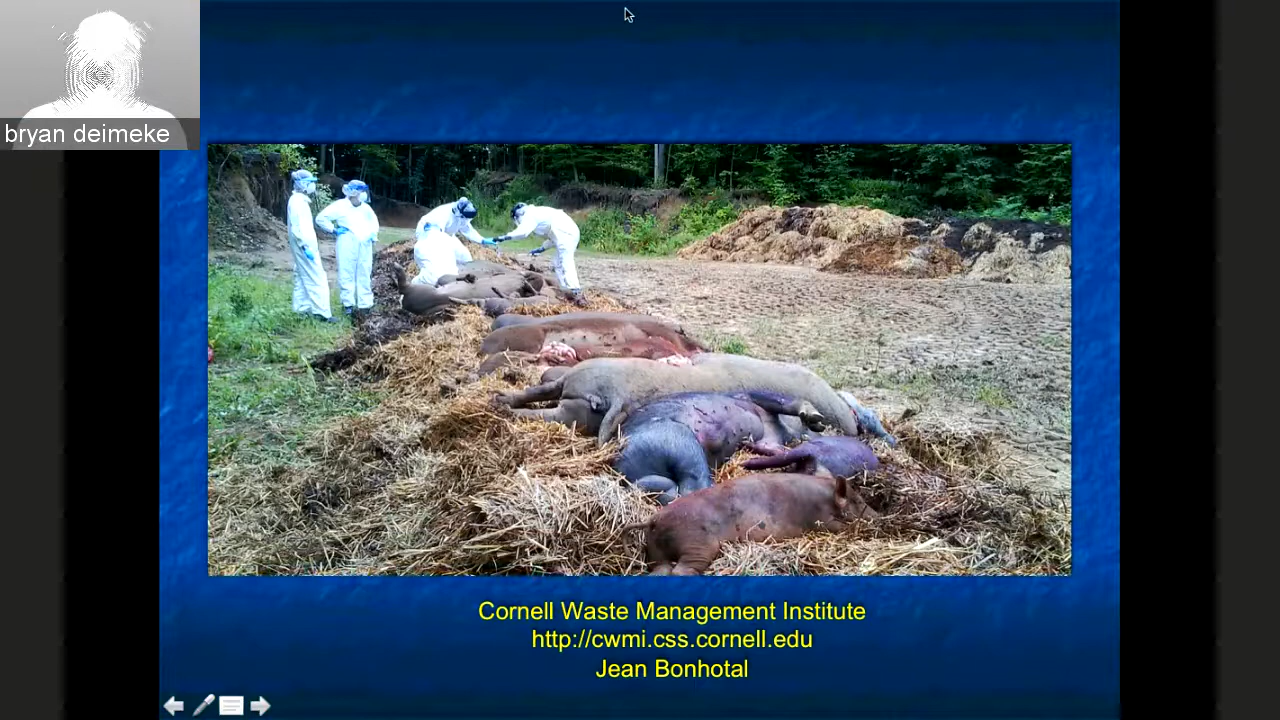 bryan deimeke
Cornell Waste Management Institute
http://cwmi.css.cornell.edu
Jean Bonhotal